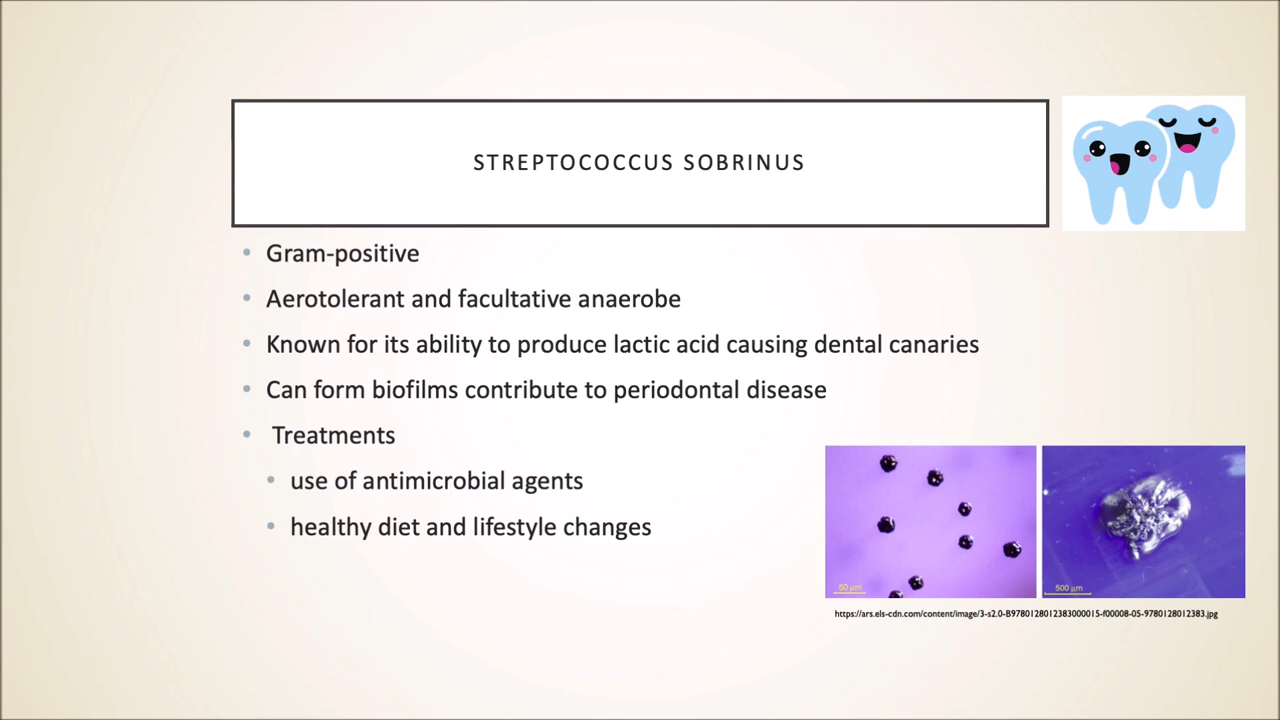 STREPTOCOCCUS SOBRINUS
• Gram-positive
• Aerotolerant and facultative anaerobe
• Known for its ability to produce lactic acid causing dental canaries
• Can form biofilms contribute to periodontal disease
• Treatments
• use of antimicrobial agents
• healthy diet and lifestyle changes
50 µm
500 µm
https://ars.els-cdn.com/content/image/3-s2.0-B9780128012383000015-f00008-05-9780128012383.jpg